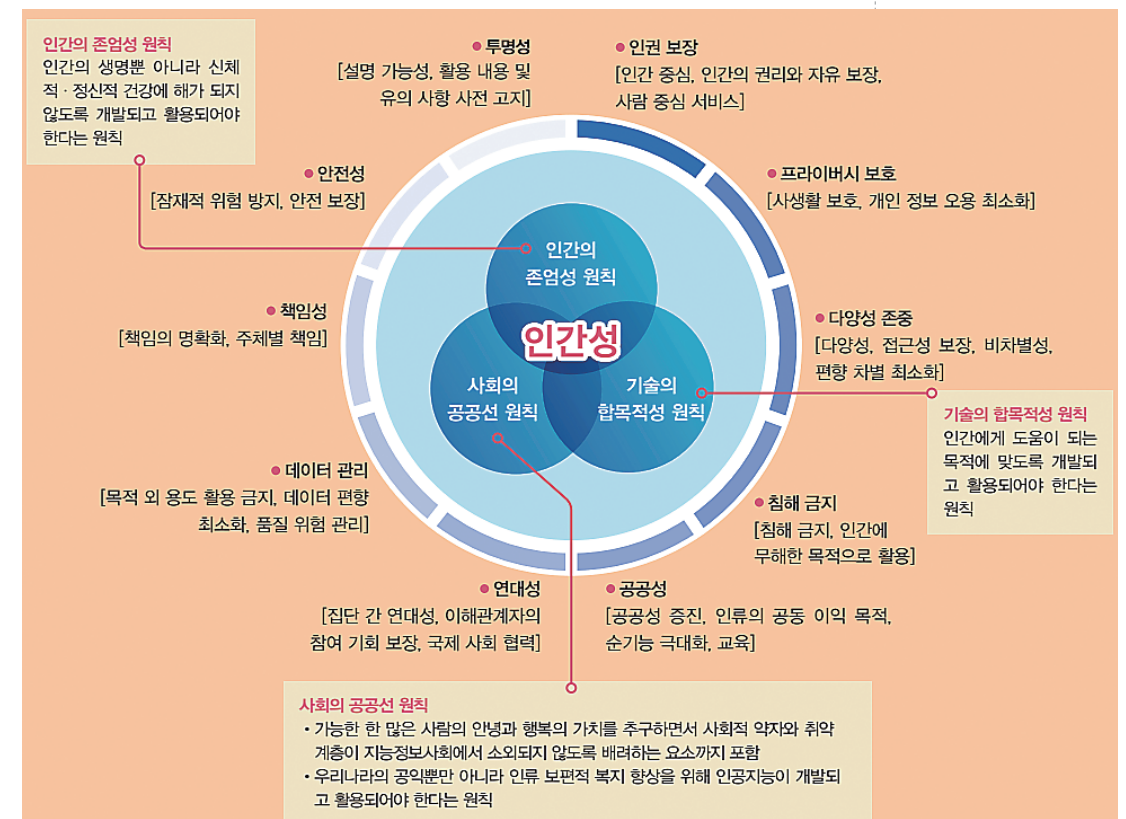 인간의 존엄성 원칙
인간의 생명뿐 아니라 신체
적·정신적 건강에 해가 되지
않도록 개발되고 활용되어야
한다는 원칙
투명성
[설명 가능성, 활용 내용 및
유의 사항 사전 고지]
인권 보장
[인간 중심, 인간의 권리와 자유 보장,
사람 중심 서비스]
안전성
[잠재적 위험 방지, 안전 보장]
프라이버시 보호
[사생활 보호, 개인 정보 오용 최소화]
인간의
존엄성 원칙
인간성
사회의
공공선 원칙
기술의
합목적성 원칙
책임성
[책임의 명확화, 주체별 책임]
다양성 존중
[다양성, 접근성 보장, 비차별성,
편향 차별 최소화]
기술의 합목적성 원칙
인간에게 도움이 되는
목적에 맞도록 개발되
고 활용되어야 한다는
원칙
데이터 관리
[목적 외 용도 활용 금지, 데이터 편향
최소화, 품질 위험 관리]
침해 금지
[침해 금지, 인간에
무해한 목적으로 활용]
연대성
[집단 간 연대성, 이해관계자의
참여 기회 보장, 국제 사회 협력]
공공성
[공공성 증진, 인류의 공동 이익 목적,
순기능 극대화, 교육]
사회의 공공선 원칙
• 가능한 한 많은 사람의 안녕과 행복의 가치를 추구하면서 사회적 약자와 취약
계층이 지능정보사회에서 소외되지 않도록 배려하는 요소까지 포함
• 우리나라의 공익뿐만 아니라 인류 보편적 복지 향상을 위해 인공지능이 개발되
고 활용되어야 한다는 원칙